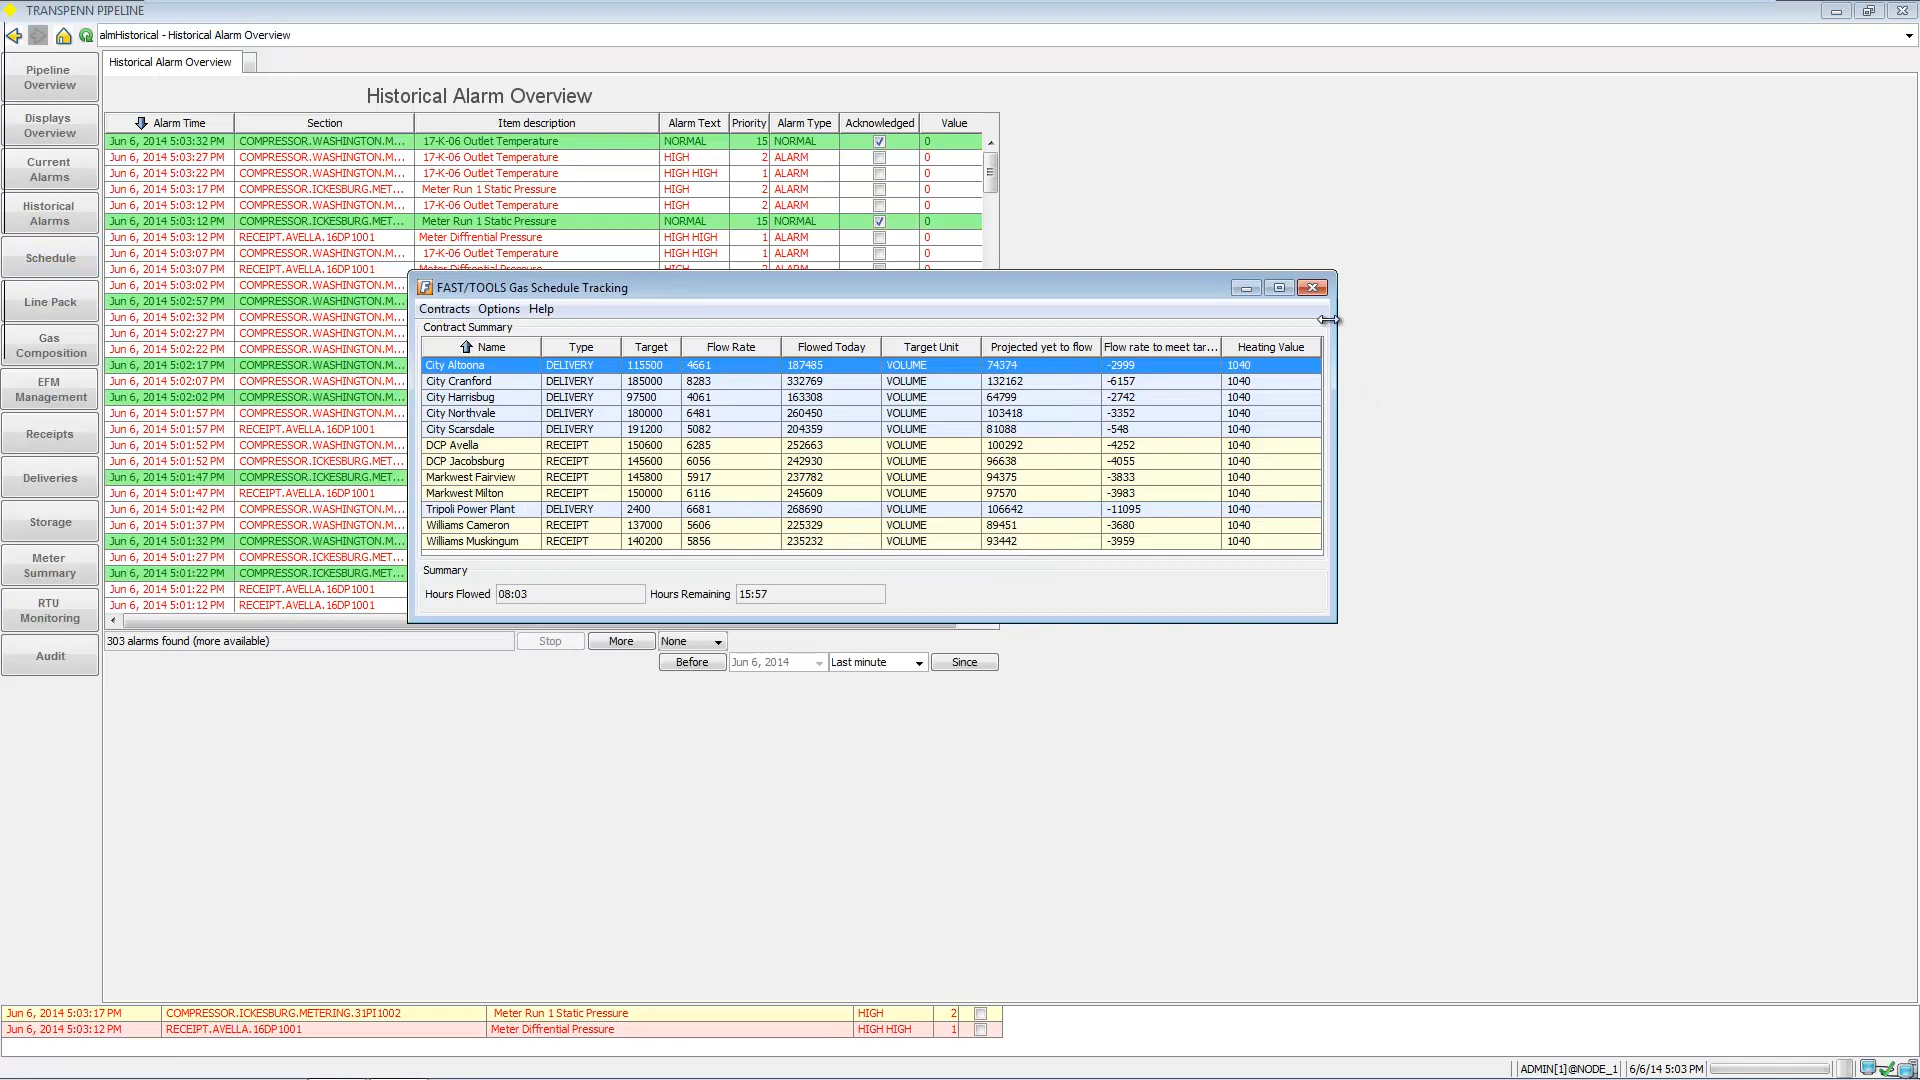 TRANSPENN PIPELINE
almHistorical - Historical Alarm Overview
Historical Alarm Overview
Pipeline
Overview
Displays
Overview
Current
Alarms
Historical
Alarms
Schedule
Line Pack
Gas
Composition
EFM
Management
Receipts
Deliveries
Storage
Meter
Summary
RTU
Monitoring
Audit
Historical Alarm Overview
Alarm Time Section Item description Alarm Text Priority Alarm Type Acknowledged Value
Jun 6, 2014 5:03:32 PM COMPRESSOR.WASHINGTON.M... 17-K-06 Outlet Temperature NORMAL 15 NORMAL 0
Jun 6, 2014 5:03:27 PM COMPRESSOR.WASHINGTON.M... 17-K-06 Outlet Temperature HIGH 2 ALARM 0
Jun 6, 2014 5:03:22 PM COMPRESSOR.WASHINGTON.M... 17-K-06 Outlet Temperature HIGH HIGH 1 ALARM 0
Jun 6, 2014 5:03:17 PM COMPRESSOR.ICKESBURG.MET... Meter Run 1 Static Pressure HIGH 2 ALARM 0
Jun 6, 2014 5:03:12 PM COMPRESSOR.WASHINGTON.M... 17-K-06 Outlet Temperature HIGH 2 ALARM 0
Jun 6, 2014 5:03:12 PM COMPRESSOR.ICKESBURG.MET... Meter Run 1 Static Pressure NORMAL 15 NORMAL 0
Jun 6, 2014 5:03:12 PM RECEIPT.AVELLA.16DP1001 Meter Diffrential Pressure HIGH HIGH 1 ALARM 0
Jun 6, 2014 5:03:07 PM COMPRESSOR.WASHINGTON.M... 17-K-06 Outlet Temperature HIGH HIGH 1 ALARM 0
Jun 6, 2014 5:03:07 PM RECEIPT.AVELLA.16DP1001 Meter Diffrential Pressure HIGH 2 ALARM 0
Jun 6, 2014 5:03:02 PM COMPRESSOR.WASHINGTON.M...
Jun 6, 2014 5:02:57 PM COMPRESSOR.WASHINGTON.M...
Jun 6, 2014 5:02:32 PM COMPRESSOR.WASHINGTON.M...
Jun 6, 2014 5:02:27 PM COMPRESSOR.WASHINGTON.M...
Jun 6, 2014 5:02:22 PM COMPRESSOR.WASHINGTON.M...
Jun 6, 2014 5:02:17 PM COMPRESSOR.WASHINGTON.M...
Jun 6, 2014 5:02:07 PM COMPRESSOR.WASHINGTON.M...
Jun 6, 2014 5:02:02 PM COMPRESSOR.WASHINGTON.M...
Jun 6, 2014 5:01:57 PM COMPRESSOR.WASHINGTON.M...
Jun 6, 2014 5:01:57 PM RECEIPT.AVELLA.16DP1001
Jun 6, 2014 5:01:52 PM COMPRESSOR.WASHINGTON.M...
Jun 6, 2014 5:01:52 PM COMPRESSOR.ICKESBURG.MET...
Jun 6, 2014 5:01:47 PM COMPRESSOR.ICKESBURG.MET...
Jun 6, 2014 5:01:47 PM RECEIPT.AVELLA.16DP1001
Jun 6, 2014 5:01:42 PM COMPRESSOR.WASHINGTON.M...
Jun 6, 2014 5:01:37 PM COMPRESSOR.WASHINGTON.M...
Jun 6, 2014 5:01:32 PM COMPRESSOR.WASHINGTON.M...
Jun 6, 2014 5:01:27 PM COMPRESSOR.ICKESBURG.MET...
Jun 6, 2014 5:01:22 PM COMPRESSOR.ICKESBURG.MET...
Jun 6, 2014 5:01:22 PM RECEIPT.AVELLA.16DP1001
Jun 6, 2014 5:01:12 PM RECEIPT.AVELLA.16DP1001
FAST/TOOLS Gas Schedule Tracking
Contracts Options Help
Contract Summary
Name Type Target Flow Rate Flowed Today Target Unit Projected yet to flow Flow rate to meet tar... Heating Value
City Altoona DELIVERY 115500 4661 187485 VOLUME 74374 -2999 1040
City Cranford DELIVERY 185000 8283 332769 VOLUME 132162 -6157 1040
City Harrisbug DELIVERY 97500 4061 163308 VOLUME 64799 -2742 1040
City Northvale DELIVERY 180000 6481 260450 VOLUME 103418 -3352 1040
City Scarsdale DELIVERY 191200 5082 204359 VOLUME 81088 -548 1040
DCP Avella RECEIPT 150600 6285 252663 VOLUME 100292 -4252 1040
DCP Jacobsburg RECEIPT 145600 6056 242930 VOLUME 96638 -4055 1040
Markwest Fairview RECEIPT 145800 5917 237782 VOLUME 94375 -3833 1040
Markwest Milton RECEIPT 150000 6116 245609 VOLUME 97570 -3983 1040
Tripoli Power Plant DELIVERY 2400 6681 268690 VOLUME 106642 -11095 1040
Williams Cameron RECEIPT 137000 5606 225329 VOLUME 89451 -3680 1040
Williams Muskingum RECEIPT 140200 5856 235232 VOLUME 93442 -3959 1040
Summary
Hours Flowed 08:03 Hours Remaining 15:57
303 alarms found (more available) Stop More None
Before Jun 6, 2014 Last minute Since
Jun 6, 2014 5:03:17 PM COMPRESSOR.ICKESBURG.METERING.31PI1002 Meter Run 1 Static Pressure HIGH 2
Jun 6, 2014 5:03:12 PM RECEIPT.AVELLA.16DP1001 Meter Diffrential Pressure HIGH HIGH 1
ADMIN[1]@NODE_1 6/6/14 5:03 PM